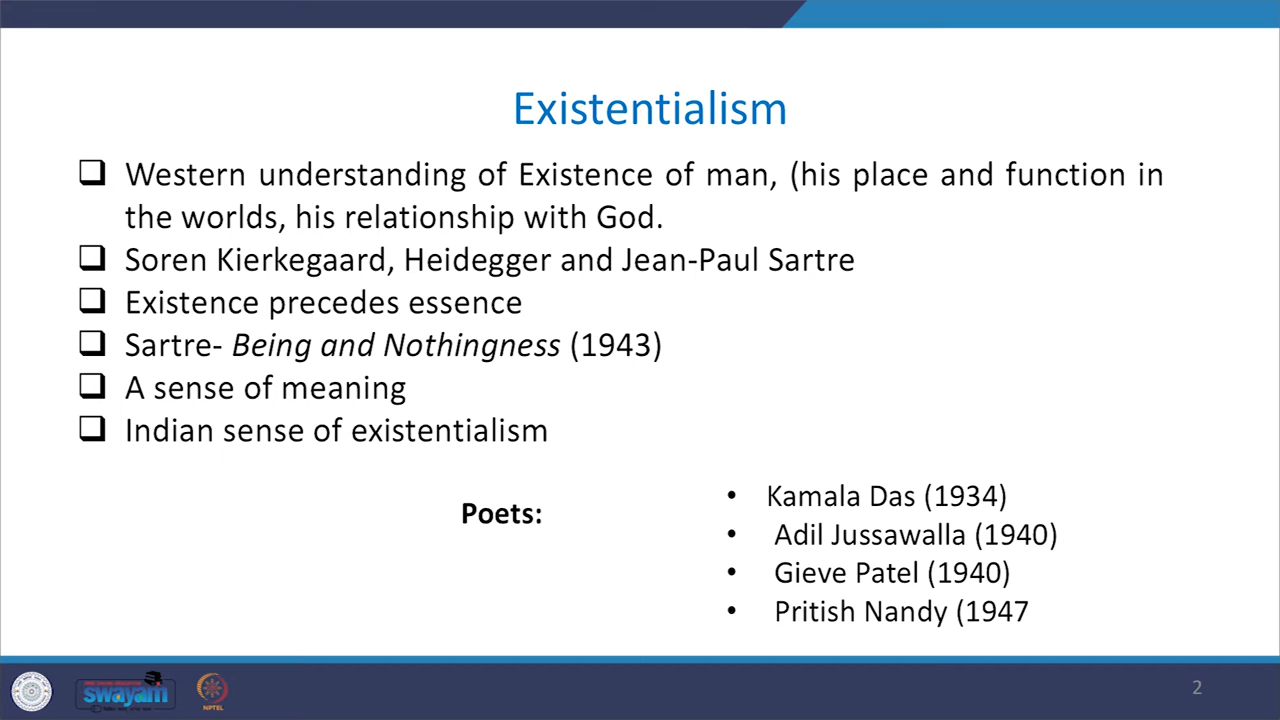 Existentialism
Western understanding of Existence of man, (his place and function in
the worlds, his relationship with God.
Soren Kierkegaard, Heidegger and Jean-Paul Sartre
Existence precedes essence
Sartre- Being and Nothingness (1943)
A sense of meaning
Indian sense of existentialism
Poets:
• Kamala Das (1934)
• Adil Jussawalla (1940)
• Gieve Patel (1940)
• Pritish Nandy (1947
swayam
NPTEL
2